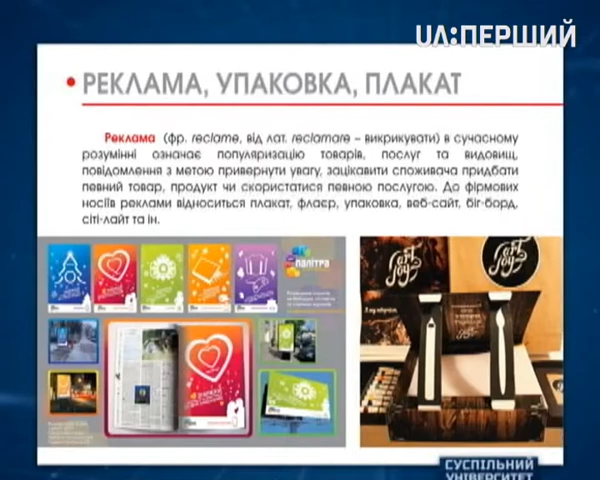 UA:ПЕРШИЙ
• РЕКЛАМА, УПАКОВКА, ПЛАКАТ
Реклама (фр. reclame, від лат. reclamare – викрикувати) в сучасному
розумінні означає популяризацію товарів, послуг та видовищ,
повідомлення з метою привернути увагу, зацікавити споживача придбати
певний товар, продукт чи скористатися певною послугою. До фірмових
носіїв реклами відноситься плакат, флаєр, упаковка, веб-сайт, біг-борд,
сіті-лайт та ін.
палітра
Art
Joy
СУСПІЛЬНИЙ
УНІВЕРСИТЕТ